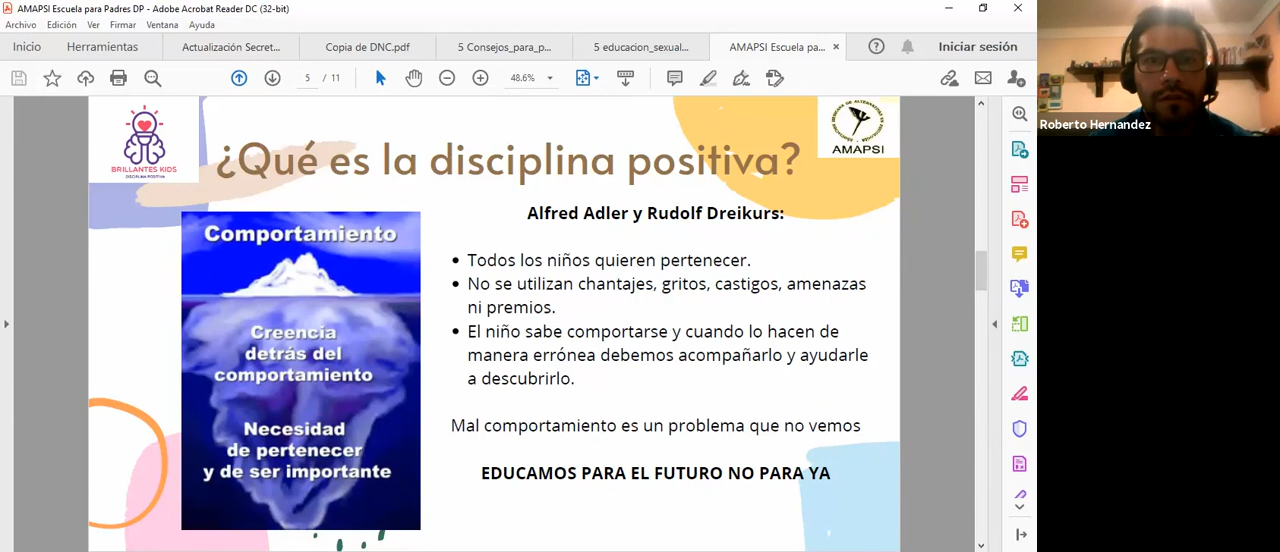 AMAPSI Escuela para Padres DP - Adobe Acrobat Reader DC (32-bit)
Archivo Edición Ver Firmar Ventana Ayuda
Inicio Herramientas Actualización Secret... Copia de DNC.pdf 5 Consejos_para_p... 5 educacion_sexual... AMAPSI Escuela pa... × Iniciar sesión
5 / 11 48.6%
Roberto Hernandez
BRILLANTES KIDS
DISCIPLINA POSITIVA
¿Qué es la disciplina positiva?
AMAPSI
Alfred Adler y Rudolf Dreikurs:
Comportamiento
Creencia
detrás del
comportamiento
Necesidad
de pertenecer
y de ser importante
• Todos los niños quieren pertenecer.
• No se utilizan chantajes, gritos, castigos, amenazas
ni premios.
• El niño sabe comportarse y cuando lo hacen de
manera errónea debemos acompañarlo y ayudarle
a descubrirlo.
Mal comportamiento es un problema que no vemos
EDUCAMOS PARA EL FUTURO NO PARA YA